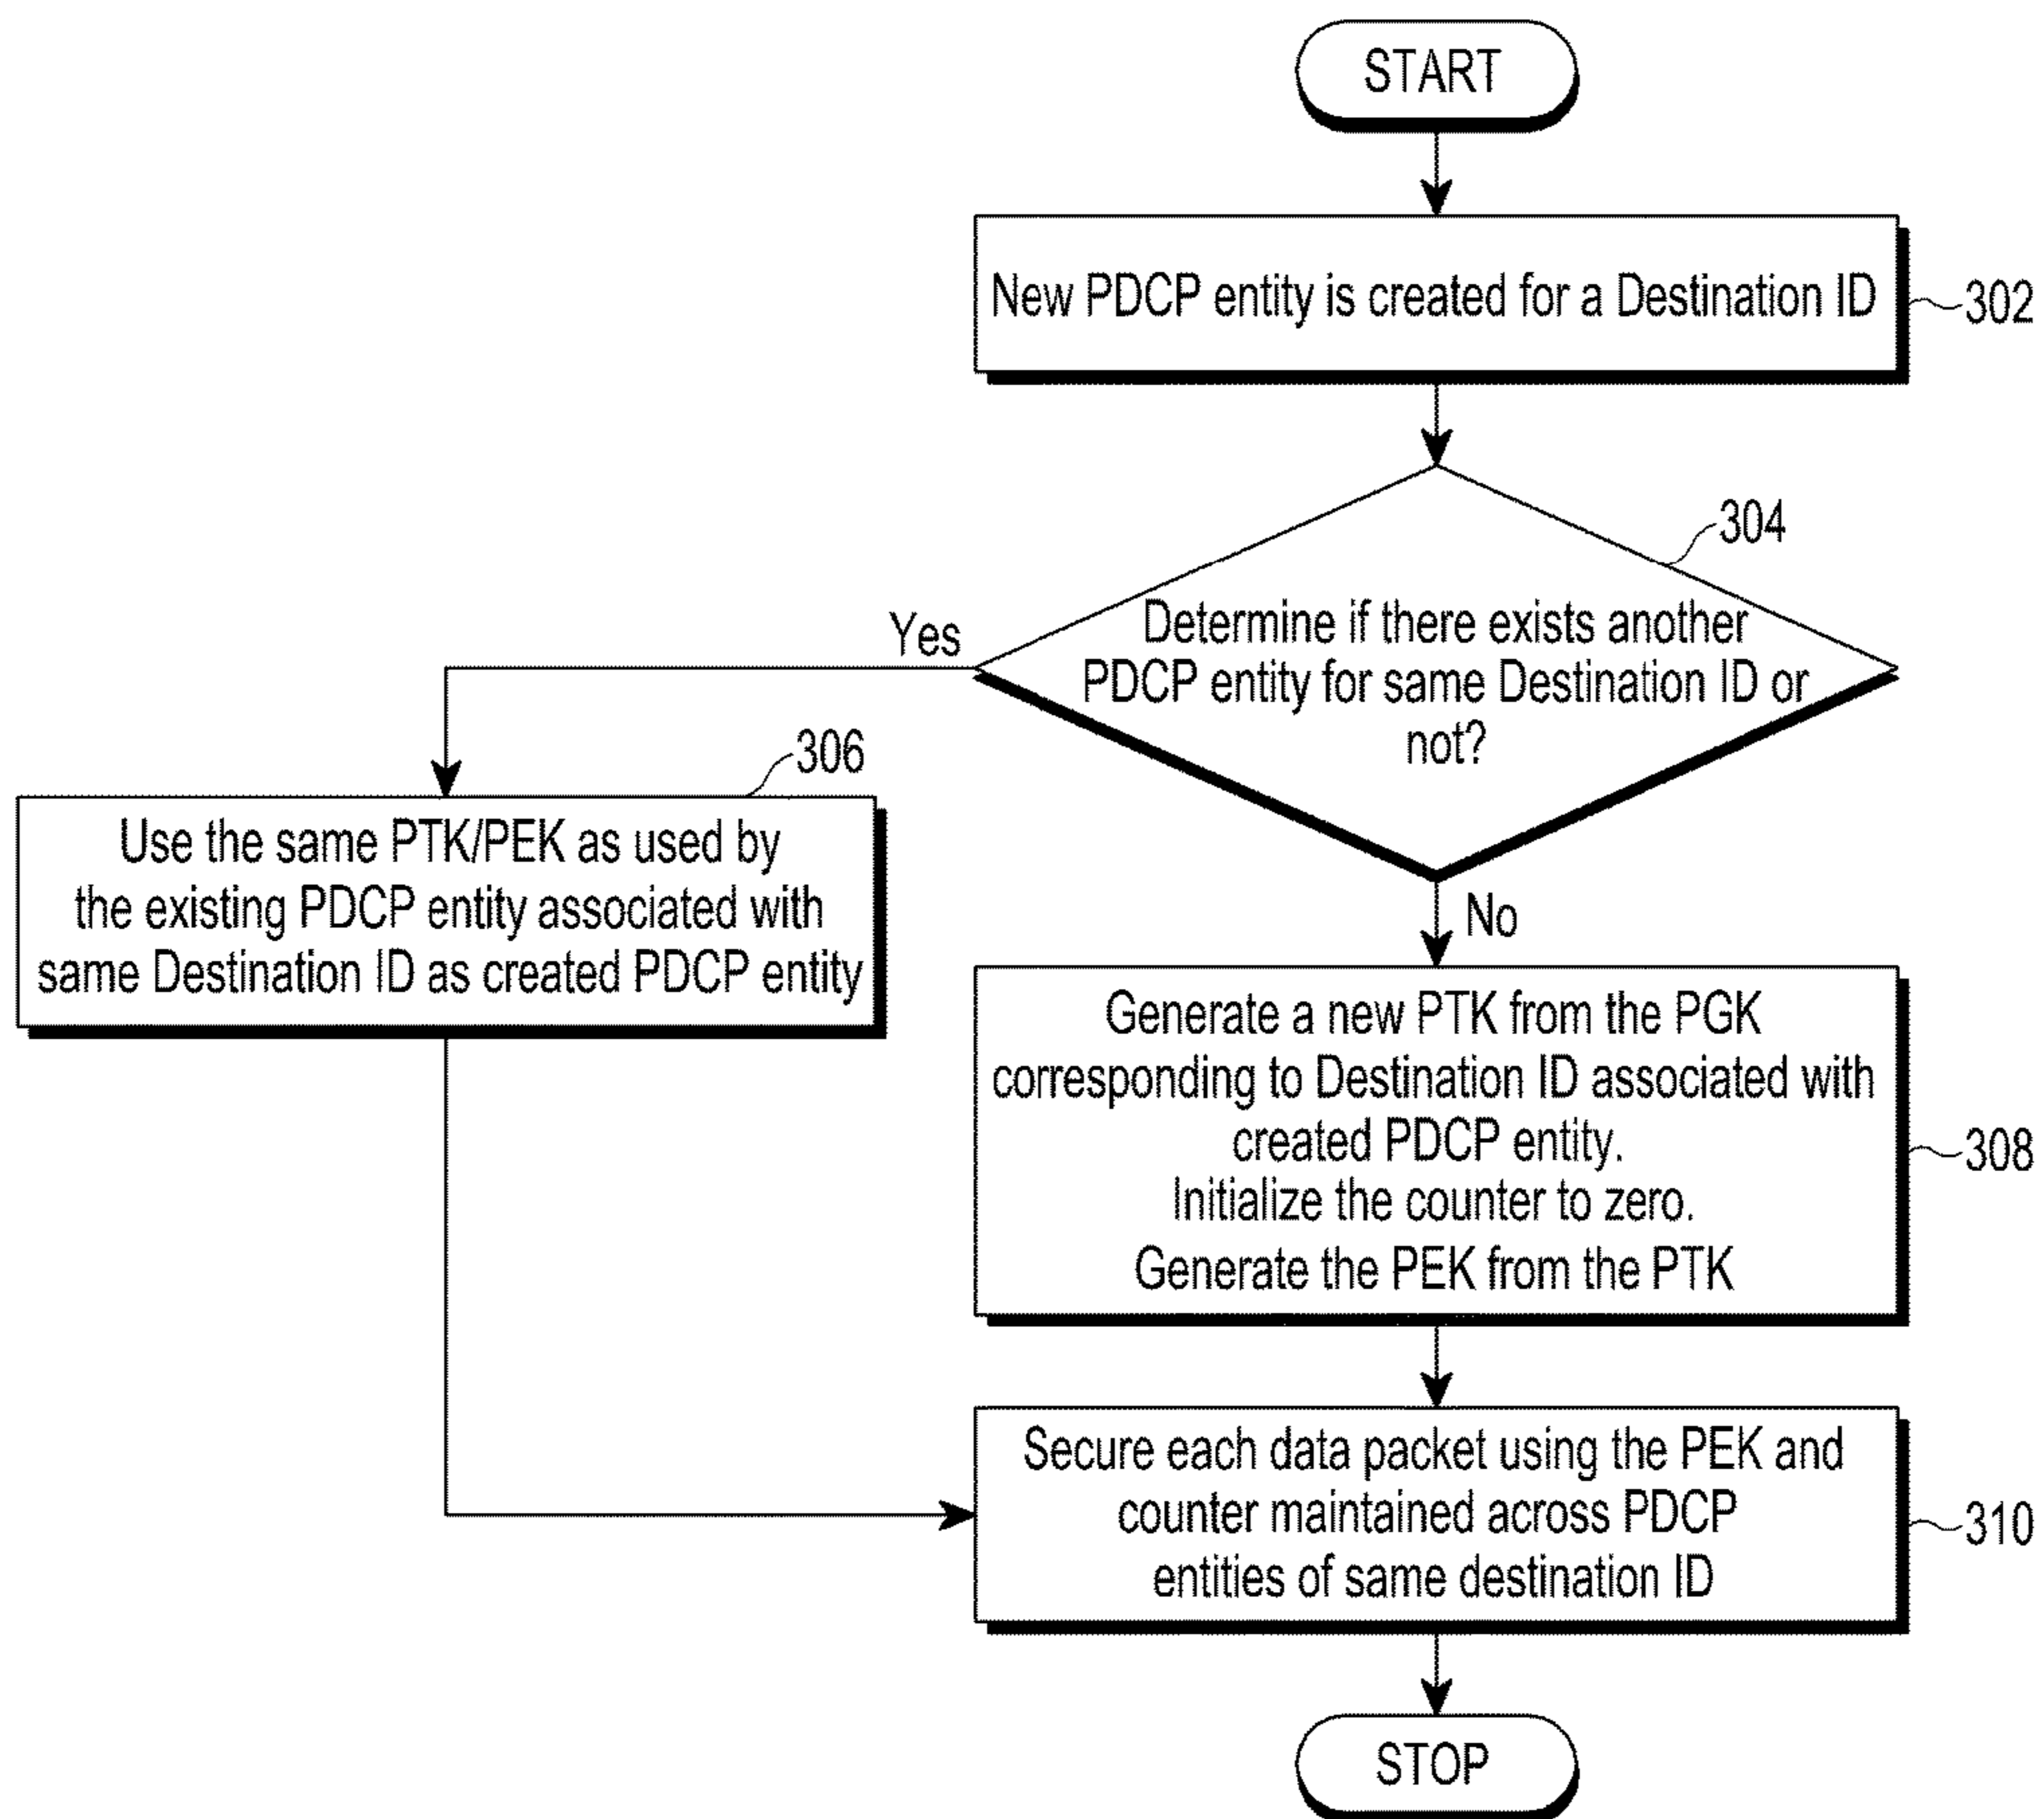 START
New PDCP entity is created for a Destination ID
302
304
Determine if there exists another
PDCP entity for same Destination ID or
not?
Yes
306
Use the same PTK/PEK as used by
the existing PDCP entity associated with
same Destination ID as created PDCP entity
No
Generate a new PTK from the PGK
corresponding to Destination ID associated with
created PDCP entity.
Initialize the counter to zero.
Generate the PEK from the PTK
308
Secure each data packet using the PEK and
counter maintained across PDCP
entities of same destination ID
310
STOP